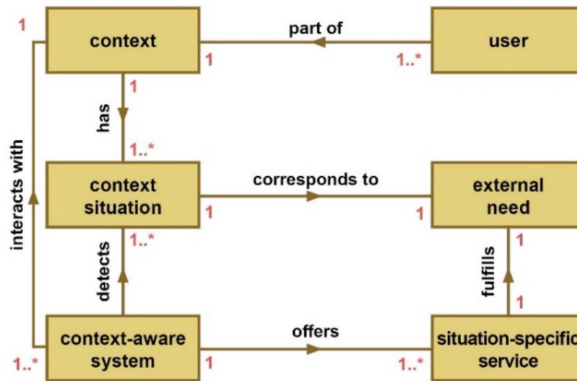 1
context
part of
user
1
1..*
1
has
interacts with
1..*
context
situation
corresponds to
external
need
1
1
1..*
1
detects
fulfills
1
1..*
context-aware
system
offers
situation-specific
service
1
1..*